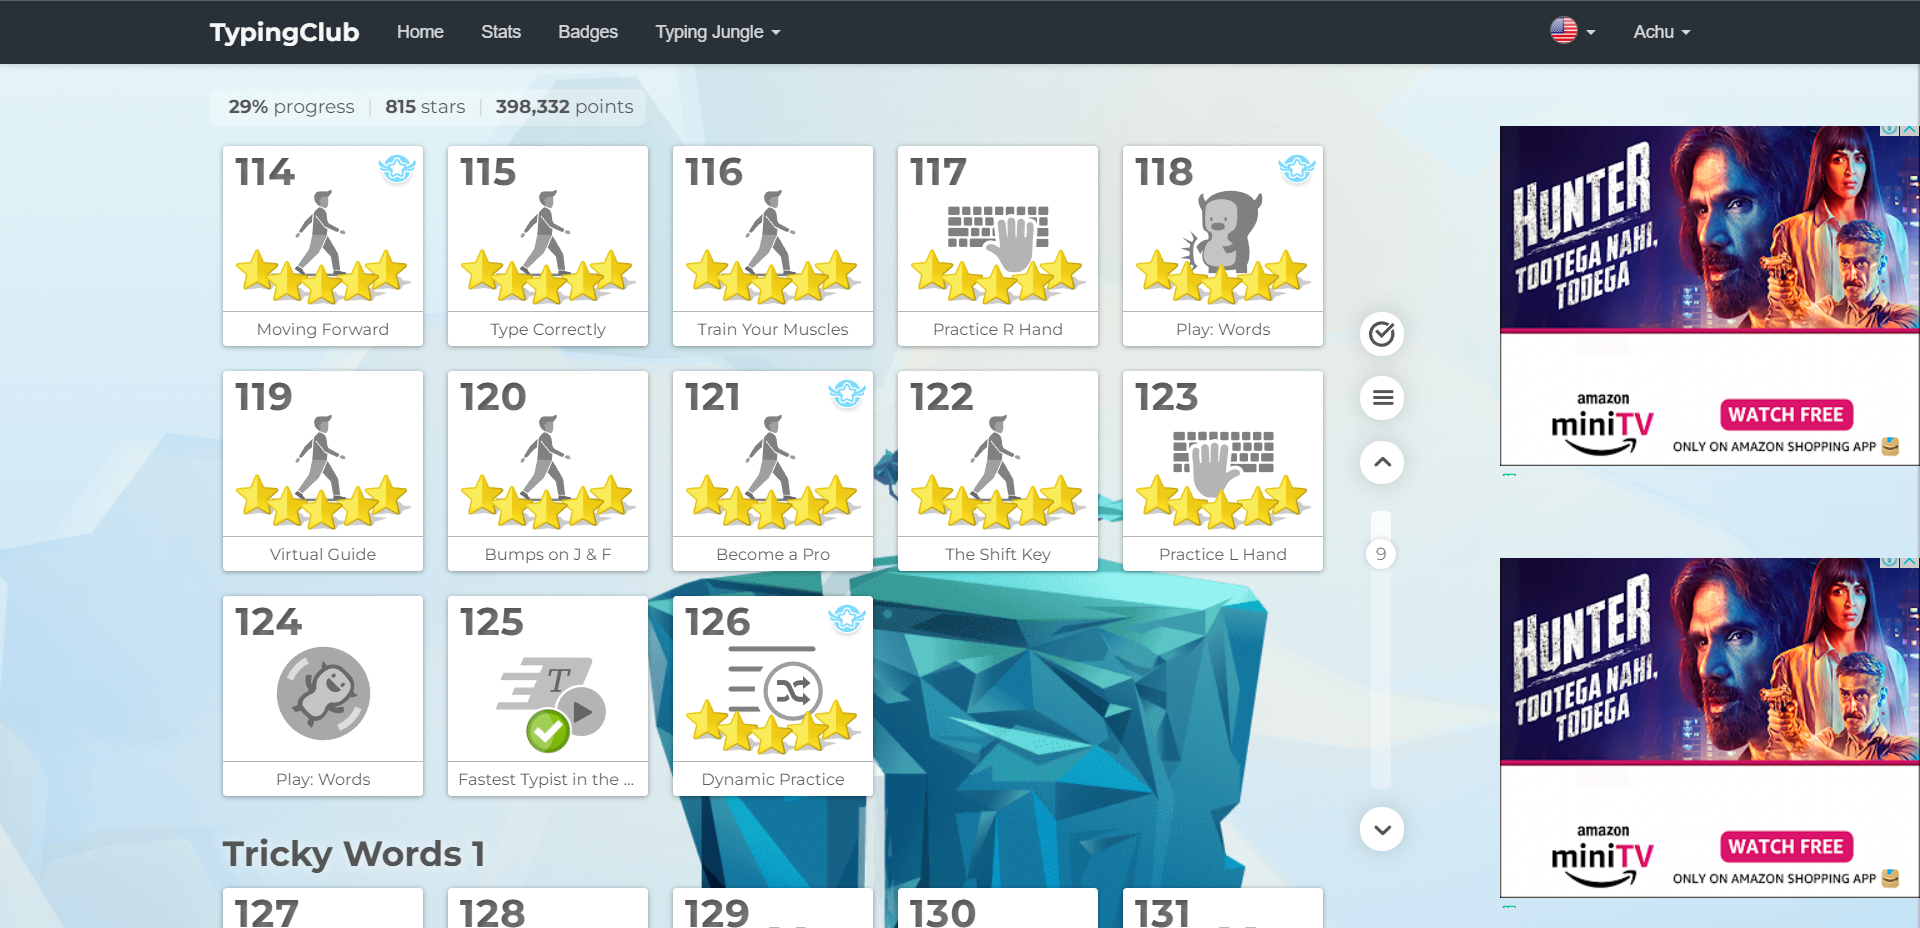 TypingClub Home Stats Badges Typing Jungle Achu
29% progress | 815 stars | 398,332 points
114 115 116 117 118
Moving Forward Type Correctly Train Your Muscles Practice R Hand Play: Words
119 120 121 122 123
Virtual Guide Bumps on J & F Become a Pro The Shift Key Practice L Hand
9
124 125 126
T
Play: Words Fastest Typist in the ... Dynamic Practice
Tricky Words 1
127 128 129 130 131
HUNTER
TOOTEGA NAHI,
TODEGA
amazon
miniTV
WATCH FREE
ONLY ON AMAZON SHOPPING APP
HUNTER
TOOTEGA NAHI,
TODEGA
amazon
miniTV
WATCH FREE
ONLY ON AMAZON SHOPPING APP